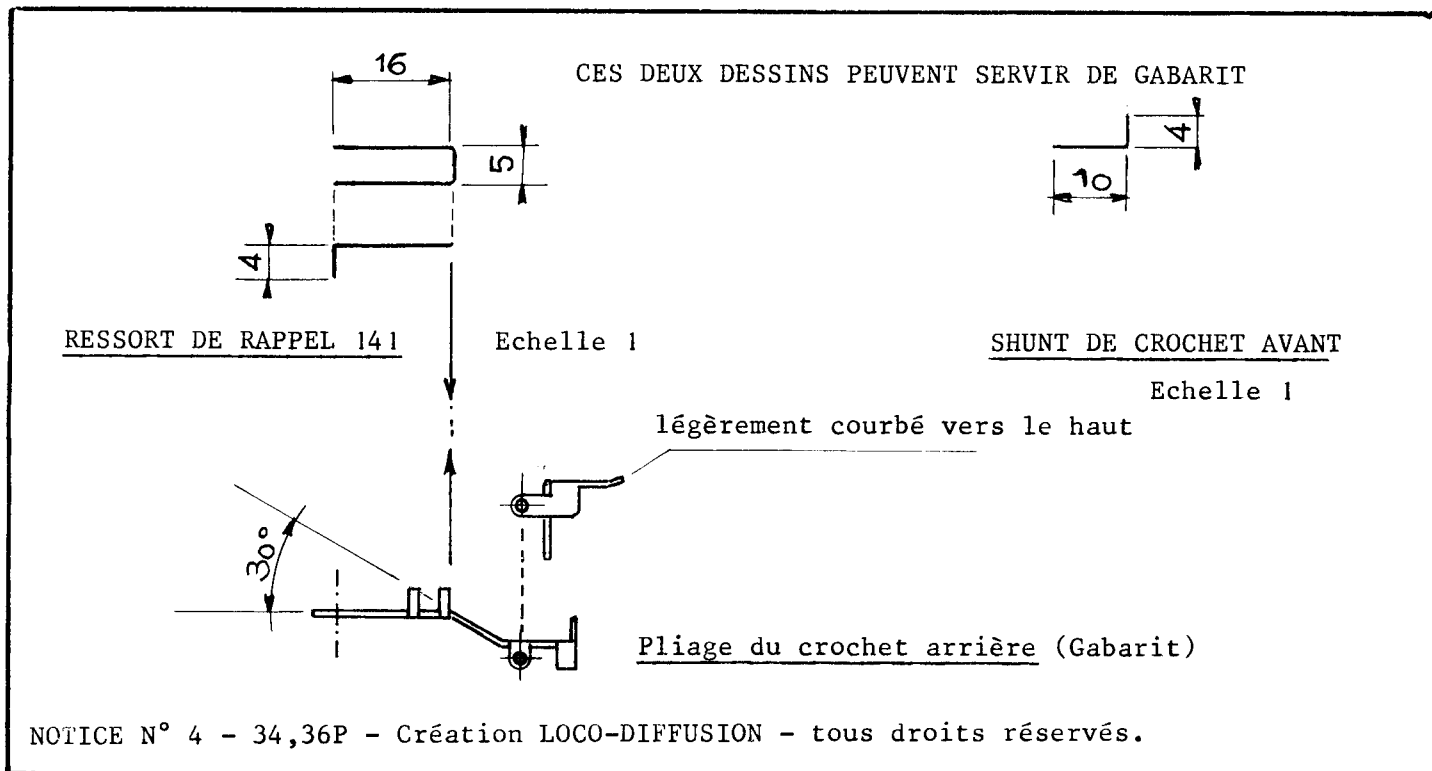 16
CES DEUX DESSINS PEUVENT SERVIR DE GABARIT
5
4
10
4
RESSORT DE RAPPEL 141
Echelle 1
SHUNT DE CROCHET AVANT
Echelle 1
légèrement courbé vers le haut
30°
Pliage du crochet arrière (Gabarit)
NOTICE N° 4 - 34,36P - Création LOCO-DIFFUSION - tous droits réservés.